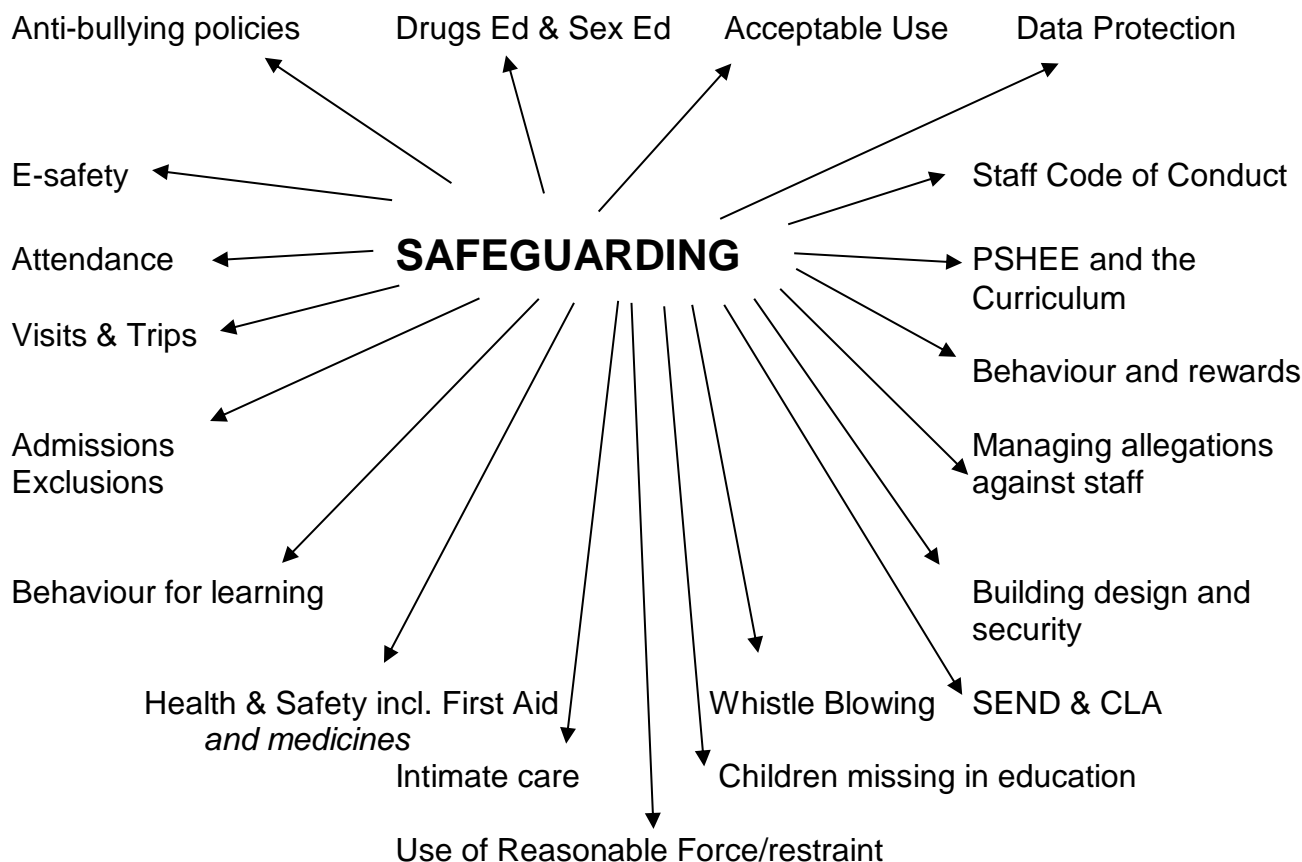 Anti-bullying policies Drugs Ed & Sex Ed Acceptable Use Data Protection
E-safety Staff Code of Conduct
SAFEGUARDING
Attendance PSHEE and the
Curriculum
Visits & Trips
Behaviour and rewards
Admissions Managing allegations
Exclusions against staff
Behaviour for learning Building design and
security
Health & Safety incl. First Aid Whistle Blowing SEND & CLA
and medicines
Intimate care Children missing in education
Use of Reasonable Force/restraint